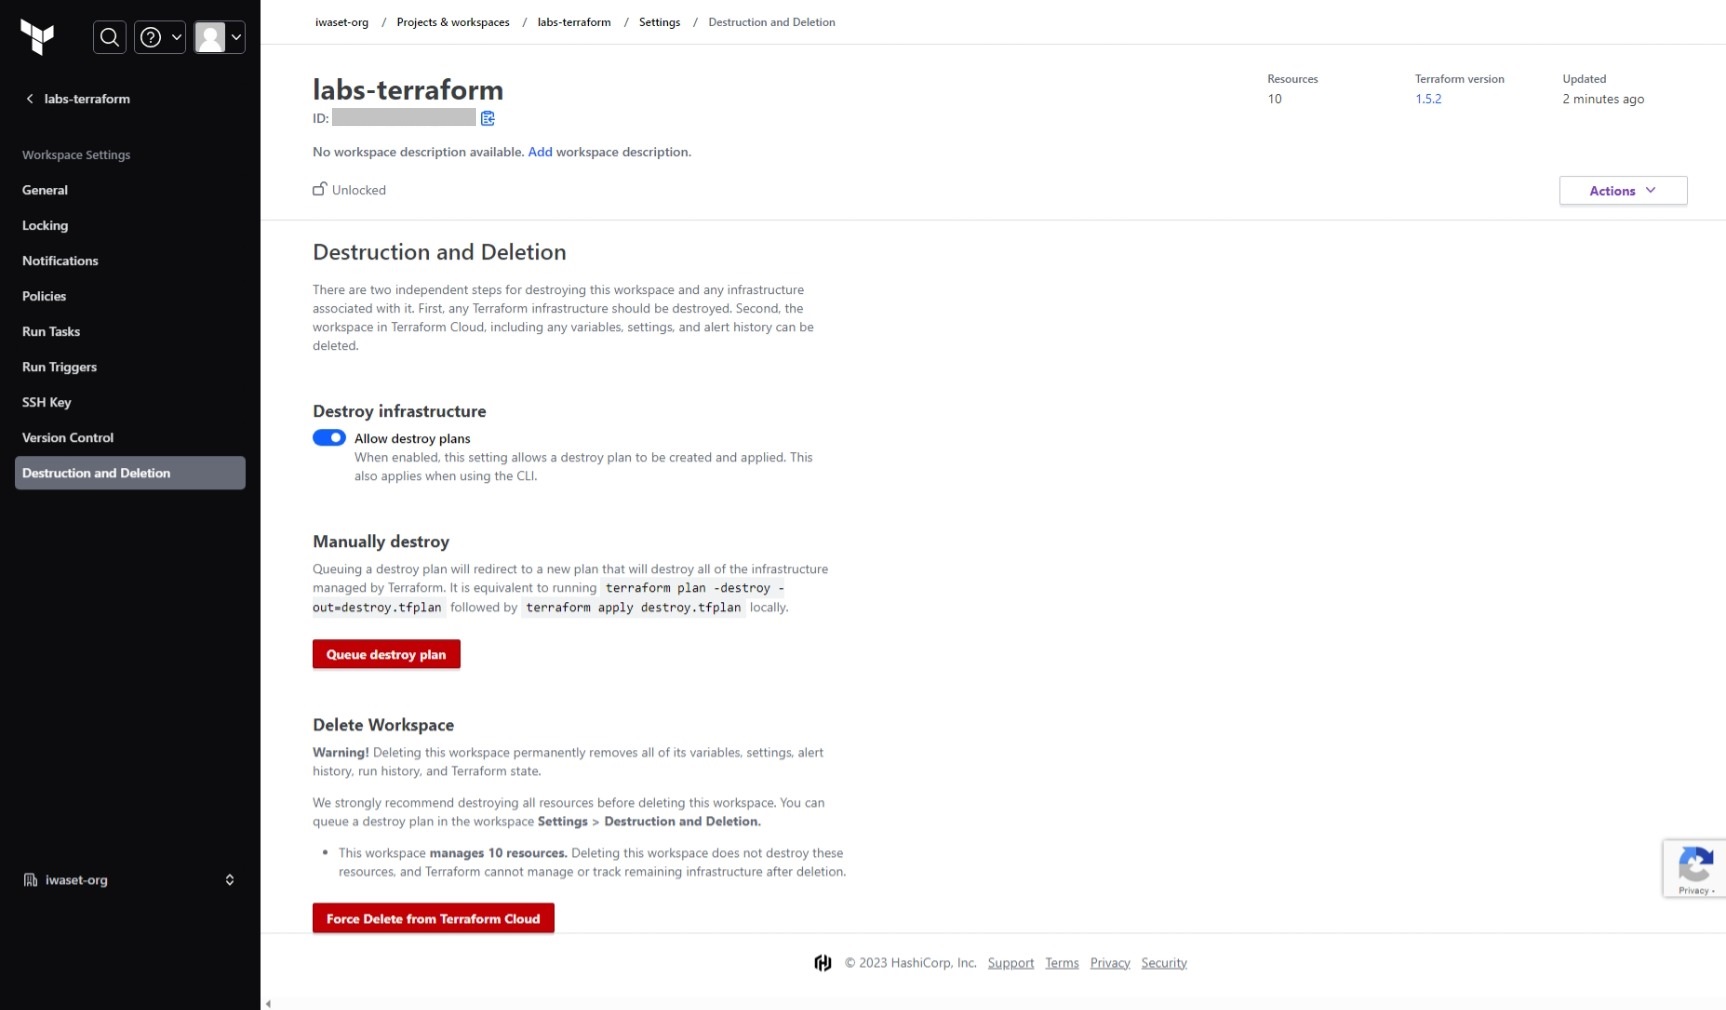 iwaset-org / Projects & workspaces / labs-terraform / Settings / Destruction and Deletion
labs-terraform
Workspace Settings
General
Locking
Notifications
Policies
Run Tasks
Run Triggers
SSH Key
Version Control
Destruction and Deletion
iwaset-org
labs-terraform
ID:
No workspace description available. Add workspace description.
Unlocked
Resources
10
Terraform version
1.5.2
Updated
2 minutes ago
Actions
Destruction and Deletion
There are two independent steps for destroying this workspace and any infrastructure
associated with it. First, any Terraform infrastructure should be destroyed. Second, the
workspace in Terraform Cloud, including any variables, settings, and alert history can be
deleted.
Destroy infrastructure
Allow destroy plans
When enabled, this setting allows a destroy plan to be created and applied. This
also applies when using the CLI.
Manually destroy
Queuing a destroy plan will redirect to a new plan that will destroy all of the infrastructure
managed by Terraform. It is equivalent to running terraform plan -destroy -
out=destroy.tfplan followed by terraform apply destroy.tfplan locally.
Queue destroy plan
Delete Workspace
Warning! Deleting this workspace permanently removes all of its variables, settings, alert
history, run history, and Terraform state.
We strongly recommend destroying all resources before deleting this workspace. You can
queue a destroy plan in the workspace Settings > Destruction and Deletion.
• This workspace manages 10 resources. Deleting this workspace does not destroy these
resources, and Terraform cannot manage or track remaining infrastructure after deletion.
Force Delete from Terraform Cloud
Privacy •
© 2023 HashiCorp, Inc. Support Terms Privacy Security